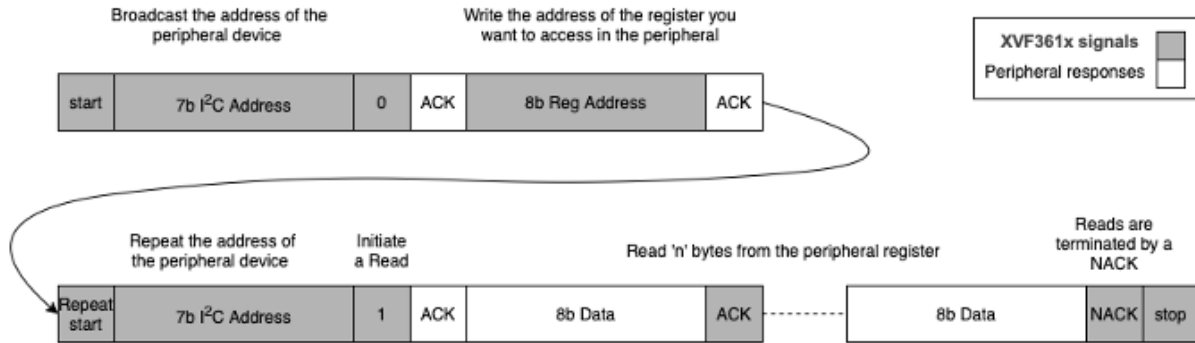 Broadcast the address of the
peripheral device
Write the address of the register you
want to access in the peripheral
XVF361x signals
Peripheral responses
start
7b I²C Address
0
ACK
8b Reg Address
ACK
Repeat the address of
the peripheral device
Initiate
a Read
Read 'n' bytes from the peripheral register
Reads are
terminated by a
NACK
Repeat
start
7b I²C Address
1
ACK
8b Data
ACK
8b Data
NACK
stop